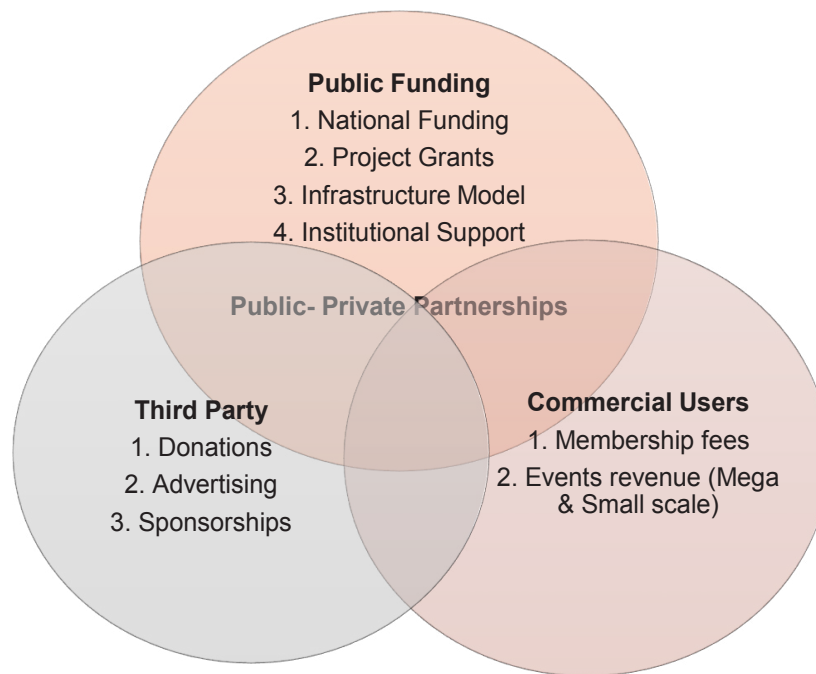 Public Funding
1. National Funding
2. Project Grants
3. Infrastructure Model
4. Institutional Support
Public- Private Partnerships
Third Party
1. Donations
2. Advertising
3. Sponsorships
Commercial Users
1. Membership fees
2. Events revenue (Mega
& Small scale)